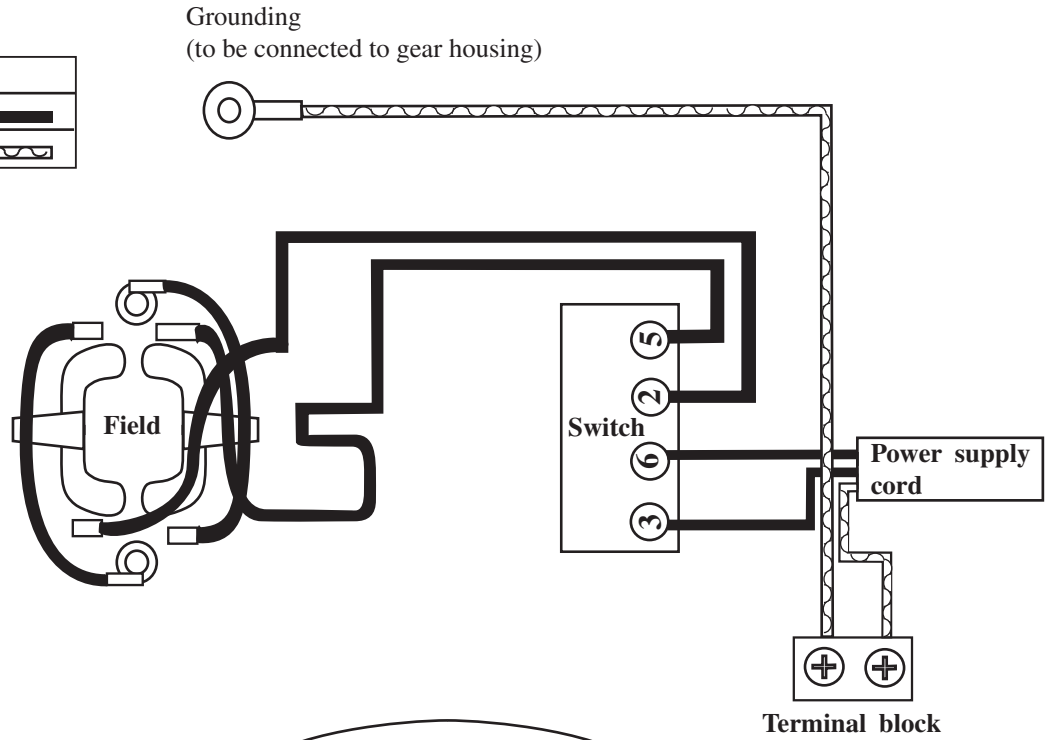 Grounding
(to be connected to gear housing)
5
2
Field
Switch
6
3
Power supply
cord
Terminal block